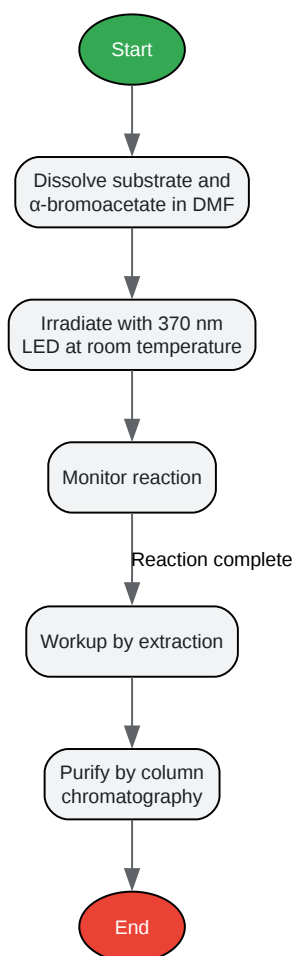 Start
Dissolve substrate and
α-bromoacetate in DMF
Irradiate with 370 nm
LED at room temperature
Monitor reaction
Reaction complete
Workup by extraction
Purify by column
chromatography
End